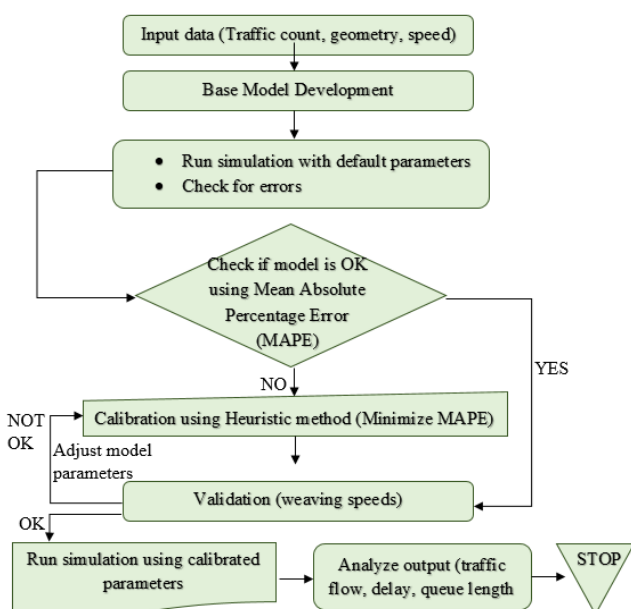 Input data (Traffic count, geometry, speed)
Base Model Development
• Run simulation with default parameters
• Check for errors
Check if model is OK
using Mean Absolute
Percentage Error
(MAPE)
YES
NO
NOT
OK
Calibration using Heuristic method (Minimize MAPE)
Adjust model
parameters
Validation (weaving speeds)
OK
Run simulation using calibrated
parameters
Analyze output (traffic
flow, delay, queue length
STOP